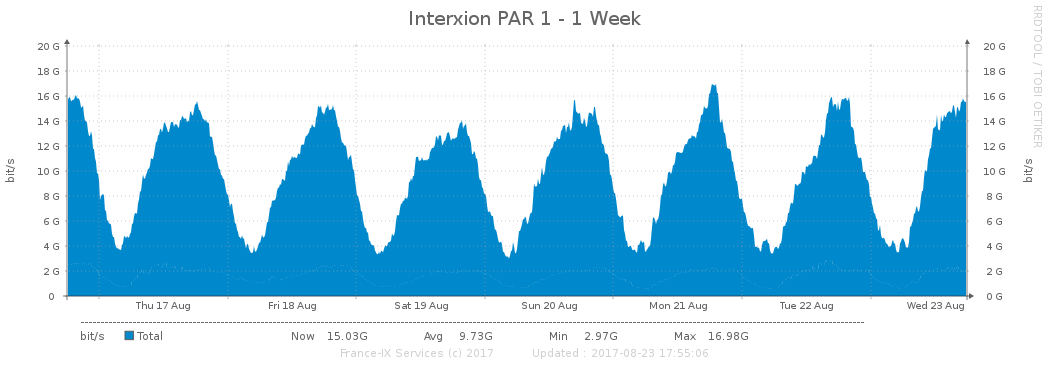 Interxion PAR 1 - 1 Week
RRDTOOL / TOBI OETIKER
bit/s
bit/s
20 G 20 G
18 G 18 G
16 G 16 G
14 G 14 G
12 G 12 G
10 G 10 G
8 G 8 G
6 G 6 G
4 G 4 G
2 G 2 G
0 0 G
Thu 17 Aug Fri 18 Aug Sat 19 Aug Sun 20 Aug Mon 21 Aug Tue 22 Aug Wed 23 Aug
bit/s Total Now 15.03G Avg 9.73G Min 2.97G Max 16.98G
France-IX Services (c) 2017 Updated : 2017-08-23 17:55:06